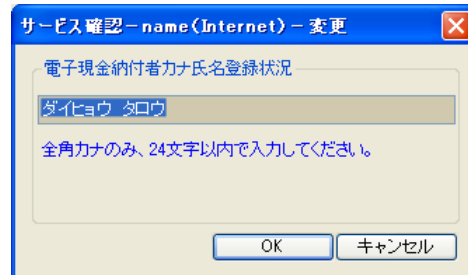 サービス確認－name(Internet)－変更
電子現金納付者カナ氏名登録状況
ダイヒョウ タロウ
全角カナのみ、24文字以内で入力してください。
OK
キャンセル